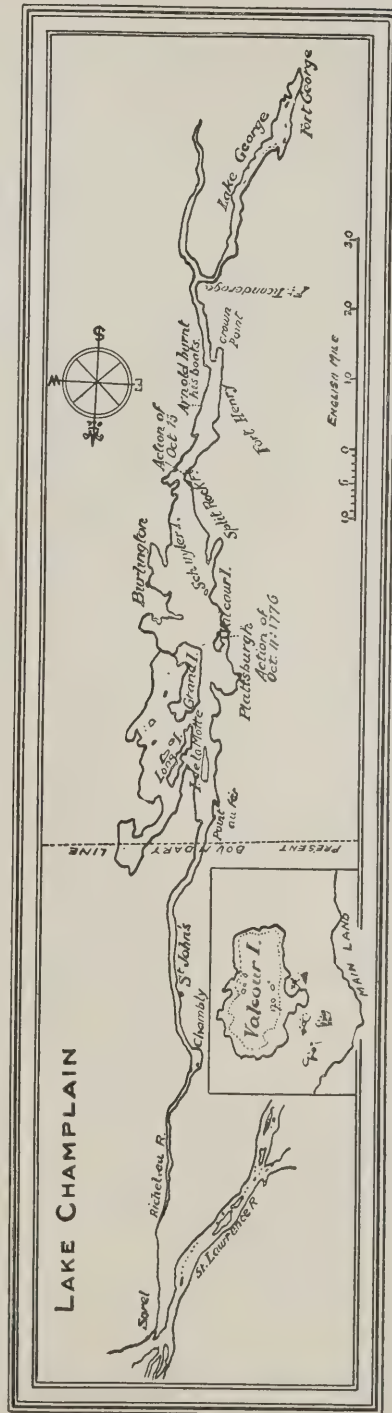 LAKE CHAMPLAIN
Sorel
Richelieu R.
St. Lawrence R
Chambly
St John's
PRESENT BOUNDARY LINE
Point au Fer
I. de la Motte
Long I.
Grand I.
Plattsburgh
Action of
Oct. 11: 1776
Valcour I.
Schuyler I.
Burlington
Split Rock
Action of
Oct 13
Arnold burnt
his boats
Fort Henry
Crown
Point
Ft. Ticonderoga
Lake George
Fort George
W
S
E
10 0 10 20 30
ENGLISH MILE
Valcour I.
MAIN LAND